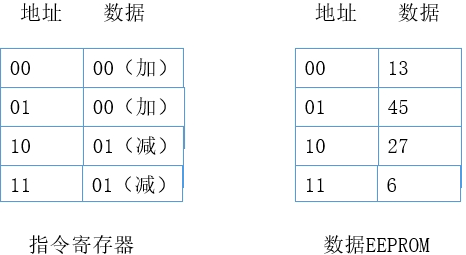 地址 数据 地址 数据
00 00（加） 00 13
01 00（加） 01 45
10 01（减） 10 27
11 01（减） 11 6
指令寄存器 数据EEPROM